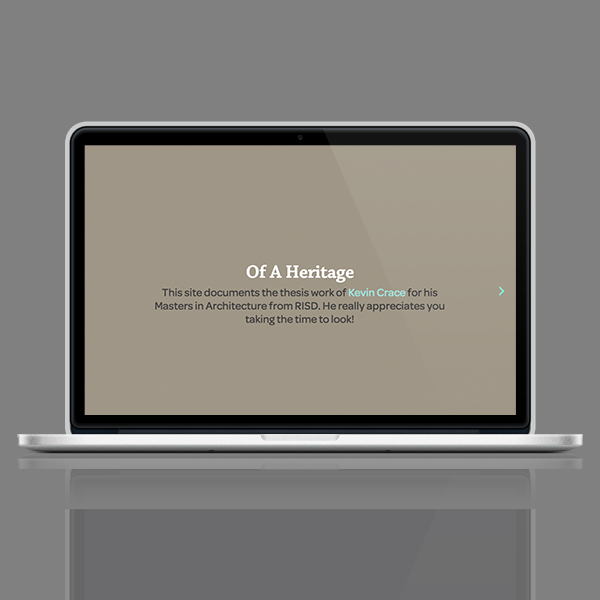 Of A Heritage
This site documents the thesis work of Kevin Crace for his
Masters in Architecture from RISD. He really appreciates you
taking the time to look!